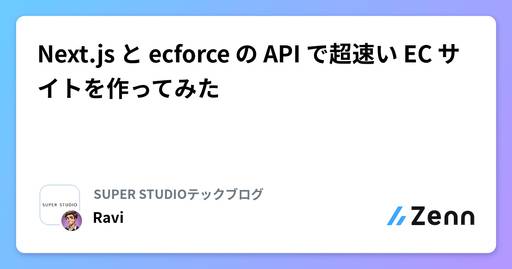 Next.js と ecforce の API で超速い EC サ
イトを作ってみた
SUPER STUDIO
SUPER STUDIOテックブログ
Ravi
Zenn